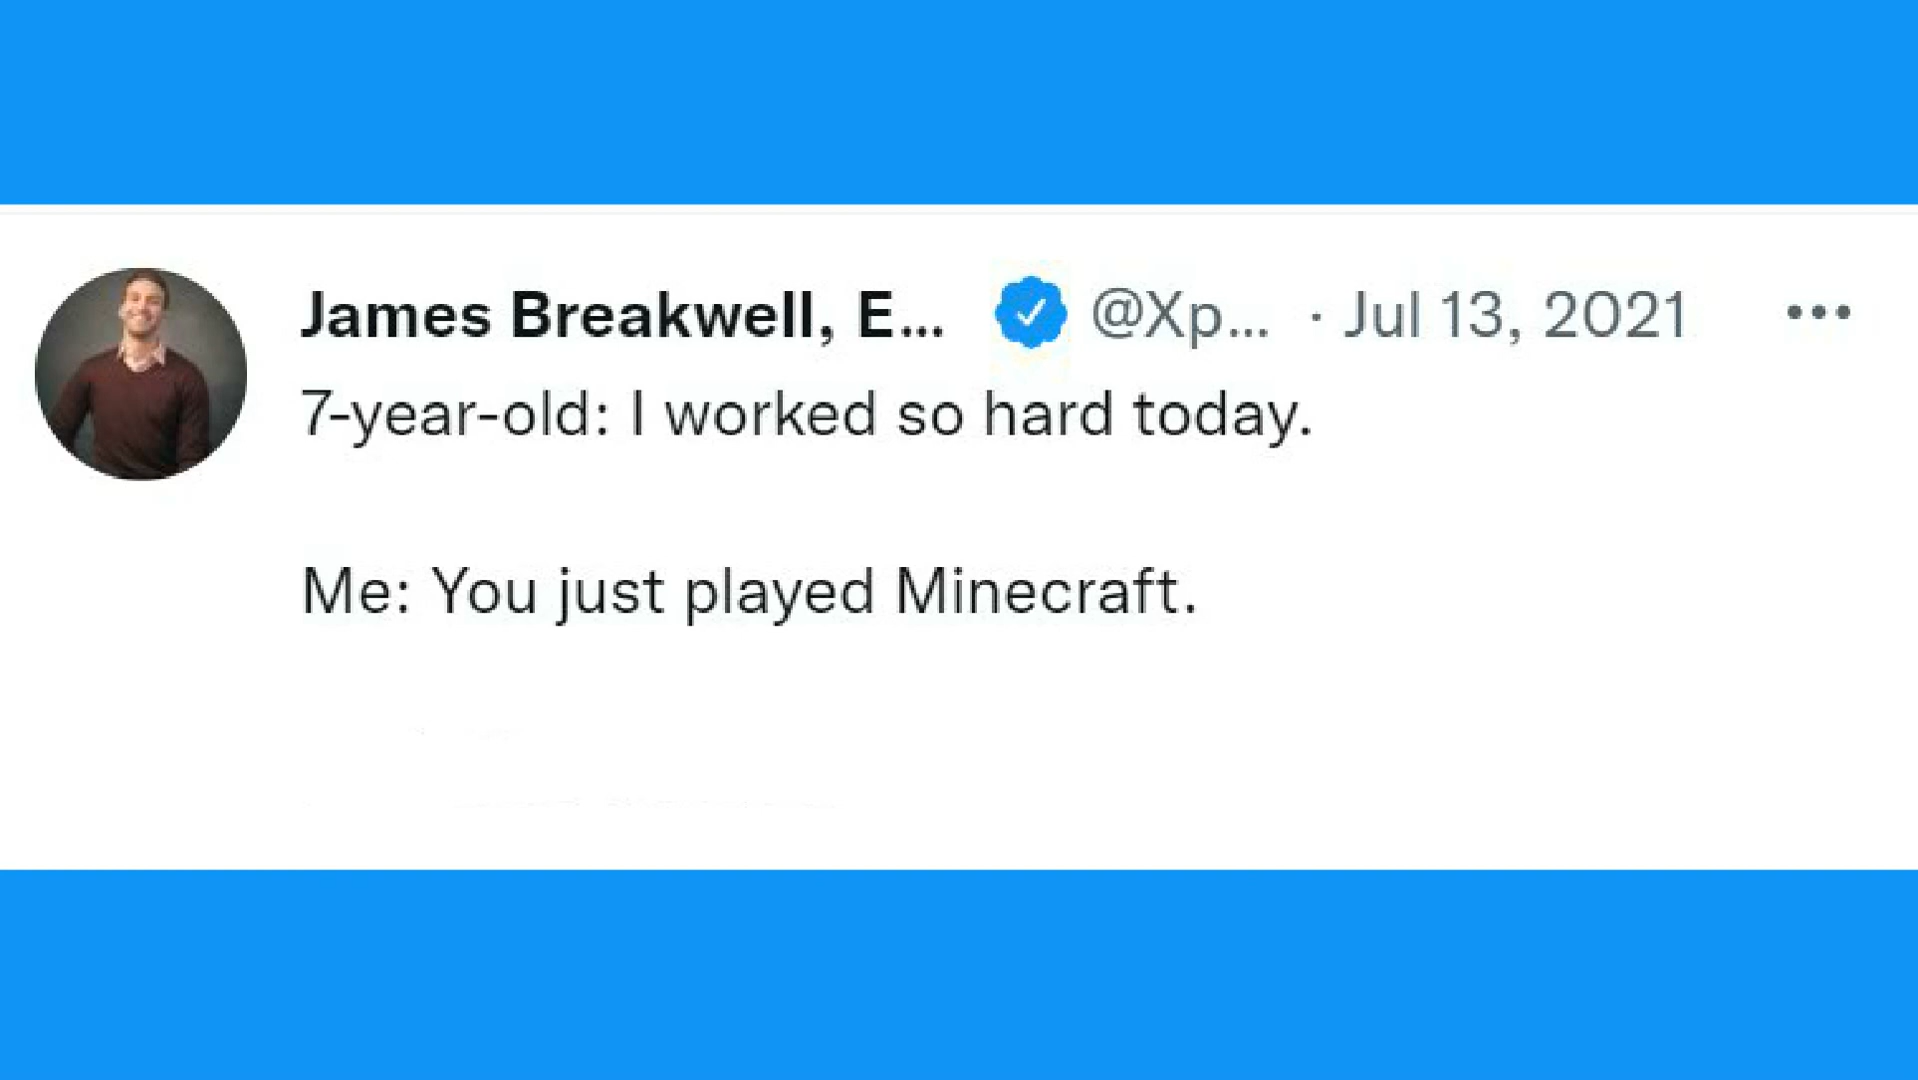 James Breakwell, E... @Xp... · Jul 13, 2021 ...
7-year-old: I worked so hard today.
Me: You just played Minecraft.